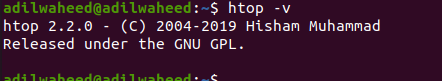 adilwaheed@adilwaheed:~$ htop -v
htop 2.2.0 - (C) 2004-2019 Hisham Muhammad
Released under the GNU GPL.

adilwaheed@adilwaheed:~$